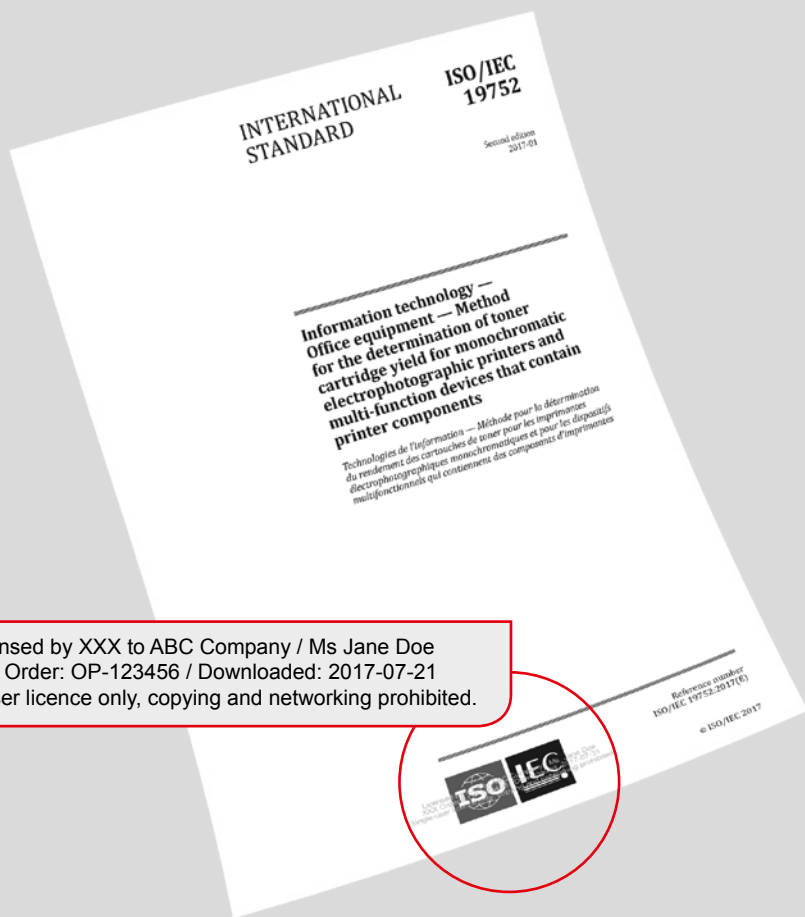 INTERNATIONAL
STANDARD
ISO/IEC
19752
Second edition
2017-01
Information technology —
Office equipment — Method
for the determination of toner
cartridge yield for monochromatic
electrophotographic printers and
multi-function devices that contain
printer components
Technologies de l'information — Méthode pour la détermination
du rendement des cartouches de toner pour les imprimantes
électrophotographiques monochromatiques et pour les dispositifs
multifonctionnels qui contiennent des composants d'imprimantes
nsed by XXX to ABC Company / Ms Jane Doe
Order: OP-123456 / Downloaded: 2017-07-21
er licence only, copying and networking prohibited.
Reference number
ISO/IEC 19752:2017(E)
© ISO/IEC 2017
ISO
IEC